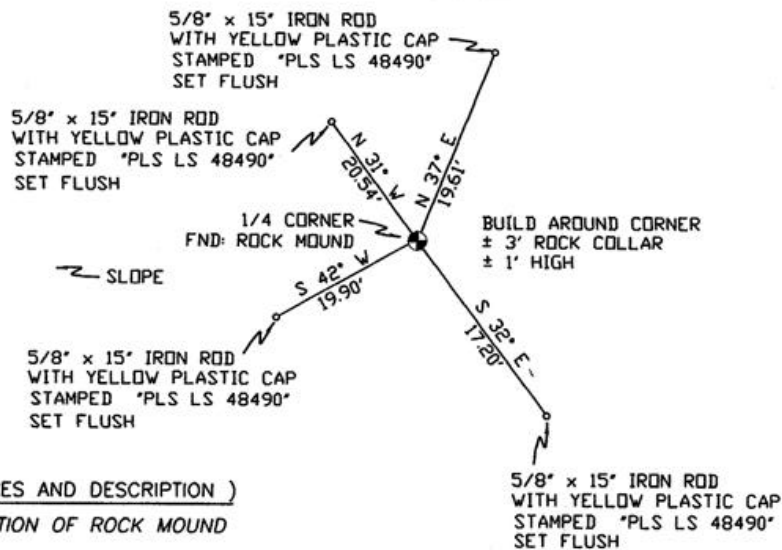 5/8" x 15" IRON ROD
WITH YELLOW PLASTIC CAP
STAMPED "PLS LS 48490"
SET FLUSH
5/8" x 15" IRON ROD
WITH YELLOW PLASTIC CAP
STAMPED "PLS LS 48490"
SET FLUSH
N 31° W
20.54'
N 37° E
19.61'
1/4 CORNER
FND: ROCK MOUND
BUILD AROUND CORNER
± 3' ROCK COLLAR
± 1' HIGH
SLOPE
S 42° W
19.90'
S 32° E
17.20'
5/8" x 15" IRON ROD
WITH YELLOW PLASTIC CAP
STAMPED "PLS LS 48490"
SET FLUSH
5/8" x 15" IRON ROD
WITH YELLOW PLASTIC CAP
STAMPED "PLS LS 48490"
SET FLUSH
ES AND DESCRIPTION )
TION OF ROCK MOUND